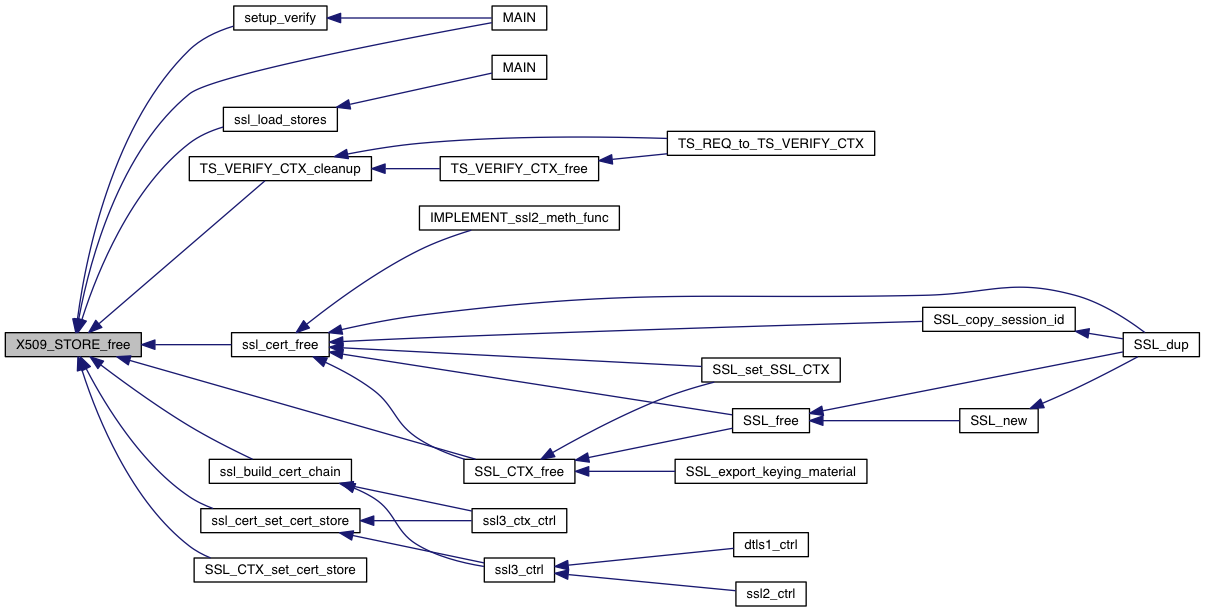 setup_verify
MAIN
MAIN
ssl_load_stores
TS_REQ_to_TS_VERIFY_CTX
TS_VERIFY_CTX_cleanup
TS_VERIFY_CTX_free
IMPLEMENT_ssl2_meth_func
SSL_copy_session_id
X509_STORE_free
ssl_cert_free
SSL_dup
SSL_set_SSL_CTX
SSL_free
SSL_new
ssl_build_cert_chain
SSL_CTX_free
SSL_export_keying_material
ssl_cert_set_cert_store
ssl3_ctx_ctrl
dtls1_ctrl
SSL_CTX_set_cert_store
ssl3_ctrl
ssl2_ctrl